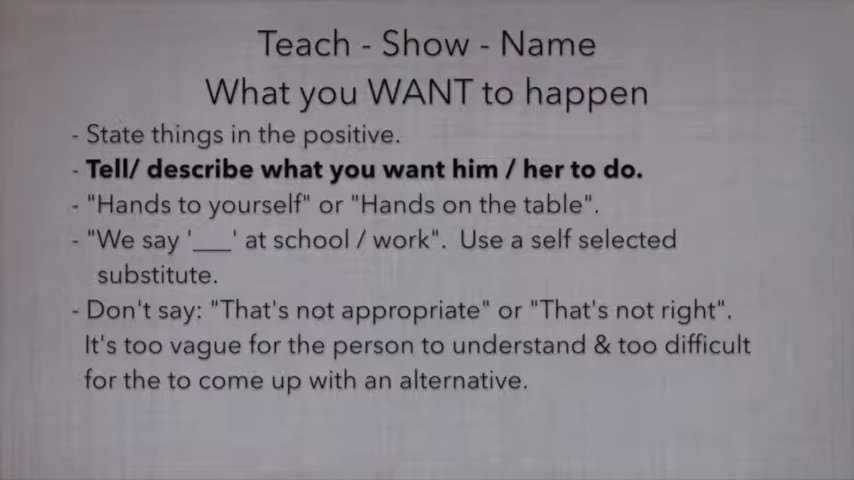 Teach - Show - Name
What you WANT to happen
- State things in the positive.
- Tell/ describe what you want him / her to do.
- "Hands to yourself" or "Hands on the table".
- "We say '___' at school / work". Use a self selected
substitute.
- Don't say: "That's not appropriate" or "That's not right".
It's too vague for the person to understand & too difficult
for the to come up with an alternative.